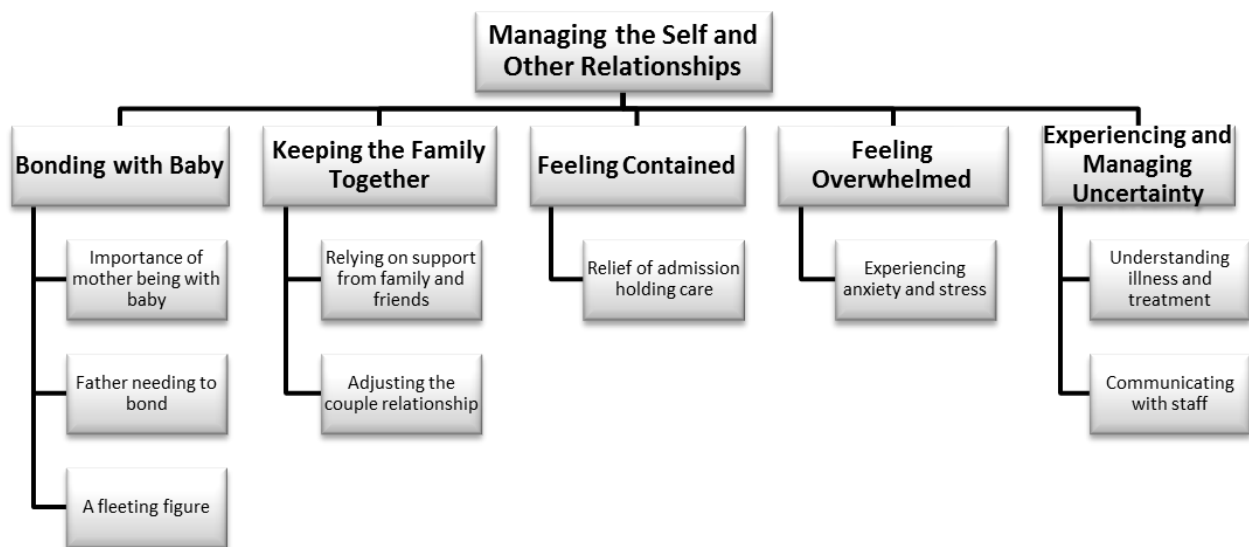 Managing the Self and
Other Relationships
Bonding with Baby
Keeping the Family
Together
Feeling Contained
Feeling
Overwhelmed
Experiencing and
Managing
Uncertainty
Importance of
mother being with
baby
Father needing to
bond
A fleeting figure
Relying on support
from family and
friends
Adjusting the
couple relationship
Relief of admission
holding care
Experiencing
anxiety and stress
Understanding
illness and
treatment
Communicating
with staff